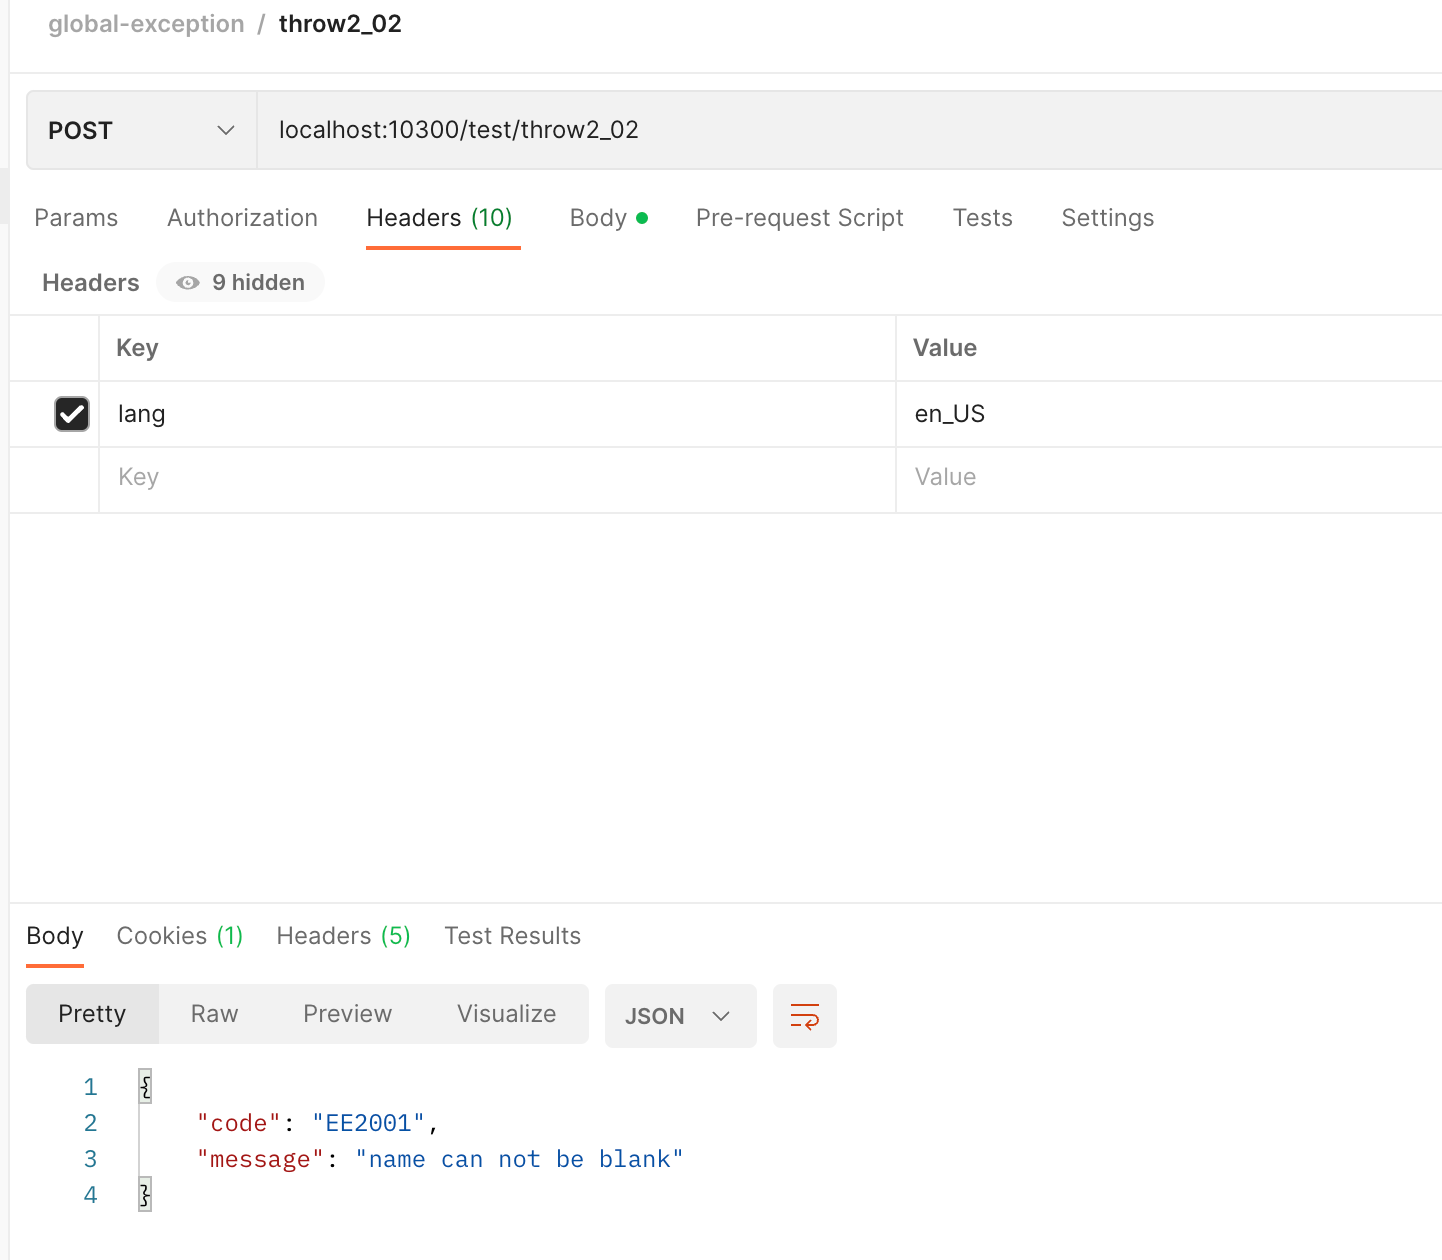 global-exception / throw2_02
POST localhost:10300/test/throw2_02
Params Authorization Headers (10) Body Pre-request Script Tests Settings
Headers 9 hidden
Key Value
lang en_US
Key Value
Body Cookies (1) Headers (5) Test Results
Pretty Raw Preview Visualize JSON
1 {
2 "code": "EE2001",
3 "message": "name can not be blank"
4 }